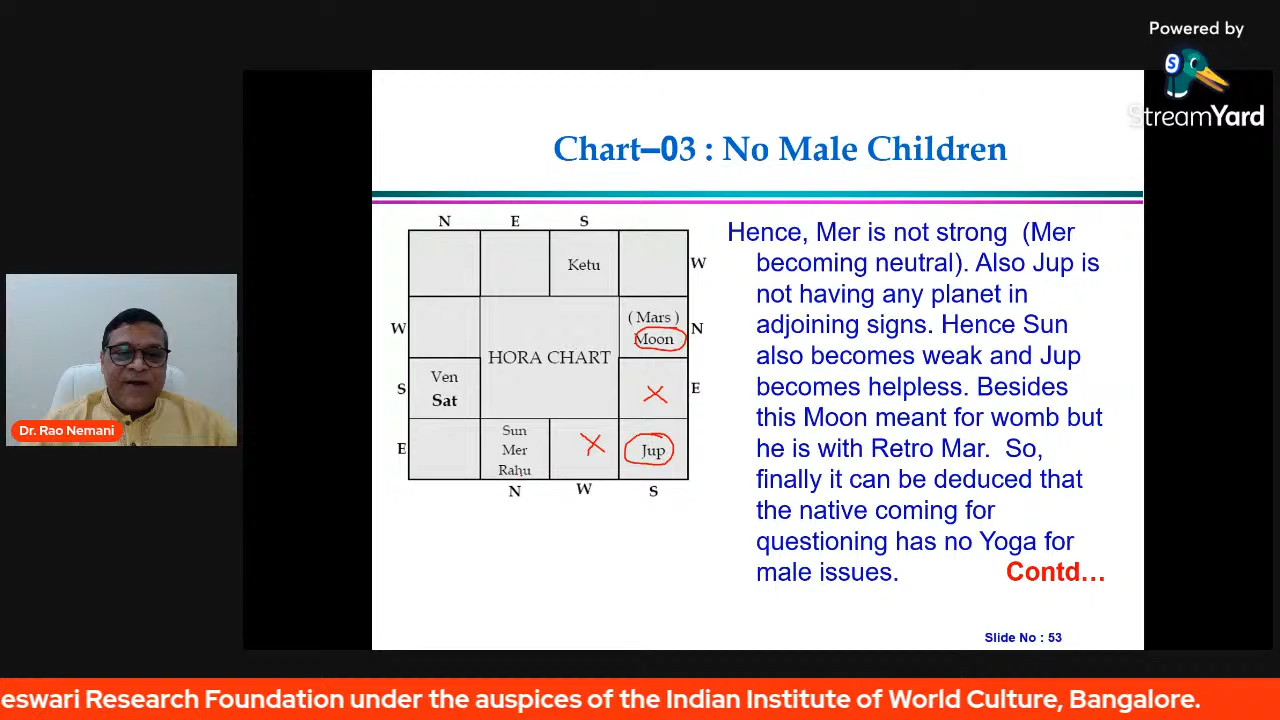 Powered by
StreamYard
Chart–03 : No Male Children
N E S
Ketu
W
( Mars )
Moon
W
N
HORA CHART
Ven
Sat
S
E
Sun
Mer
Rahu
Jup
E
N W S
Hence, Mer is not strong (Mer
becoming neutral). Also Jup is
not having any planet in
adjoining signs. Hence Sun
also becomes weak and Jup
becomes helpless. Besides
this Moon meant for womb but
he is with Retro Mar. So,
finally it can be deduced that
the native coming for
questioning has no Yoga for
male issues. Contd...
Slide No : 53
Dr. Rao Nemani
eswari Research Foundation under the auspices of the Indian Institute of World Culture, Bangalore.